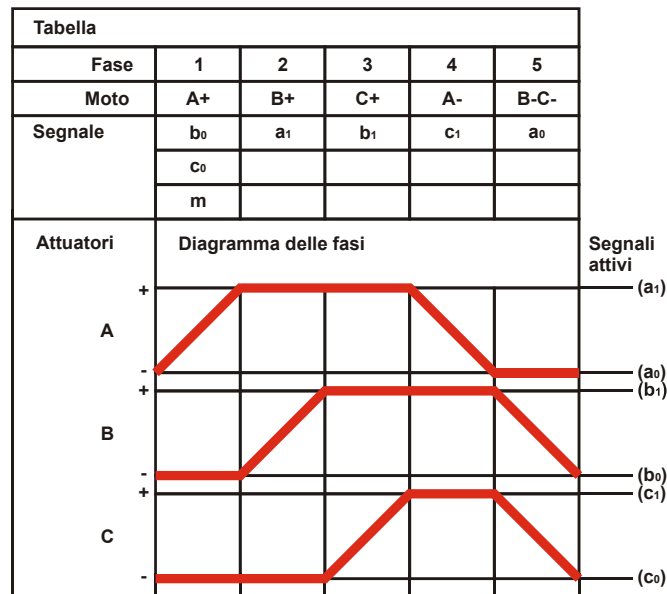 Tabella
Fase 1 2 3 4 5
Moto A+ B+ C+ A- B-C-
Segnale b₀ a₁ b₁ c₁ a₀
c₀
m
Attuatori Diagramma delle fasi Segnali
attivi
+ (a₁)
A
- (a₀)
+ (b₁)
B
- (b₀)
+ (c₁)
C
- (c₀)